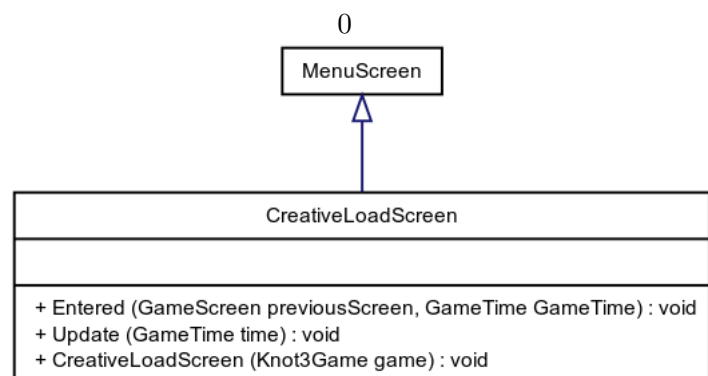 0
MenuScreen
CreativeLoadScreen
+ Entered (GameScreen previousScreen, GameTime GameTime) : void
+ Update (GameTime time) : void
+ CreativeLoadScreen (Knot3Game game) : void